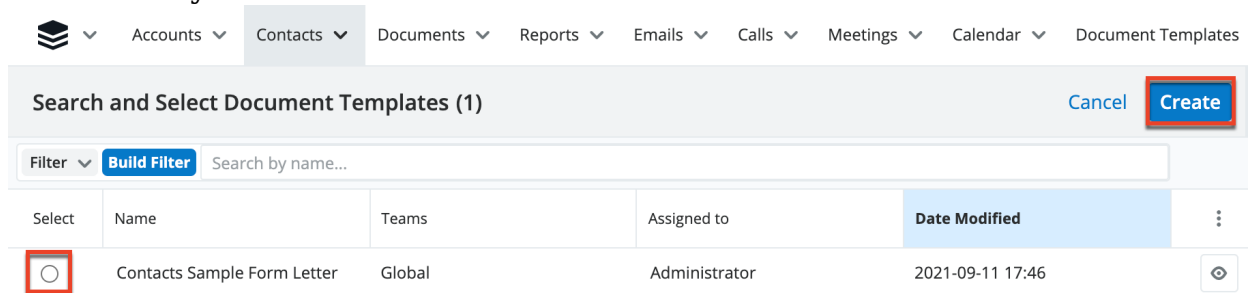 Accounts Contacts Documents Reports Emails Calls Meetings Calendar Document Templates
Search and Select Document Templates (1) Cancel Create
Filter Build Filter Search by name...
Select Name Teams Assigned to Date Modified
Contacts Sample Form Letter Global Administrator 2021-09-11 17:46